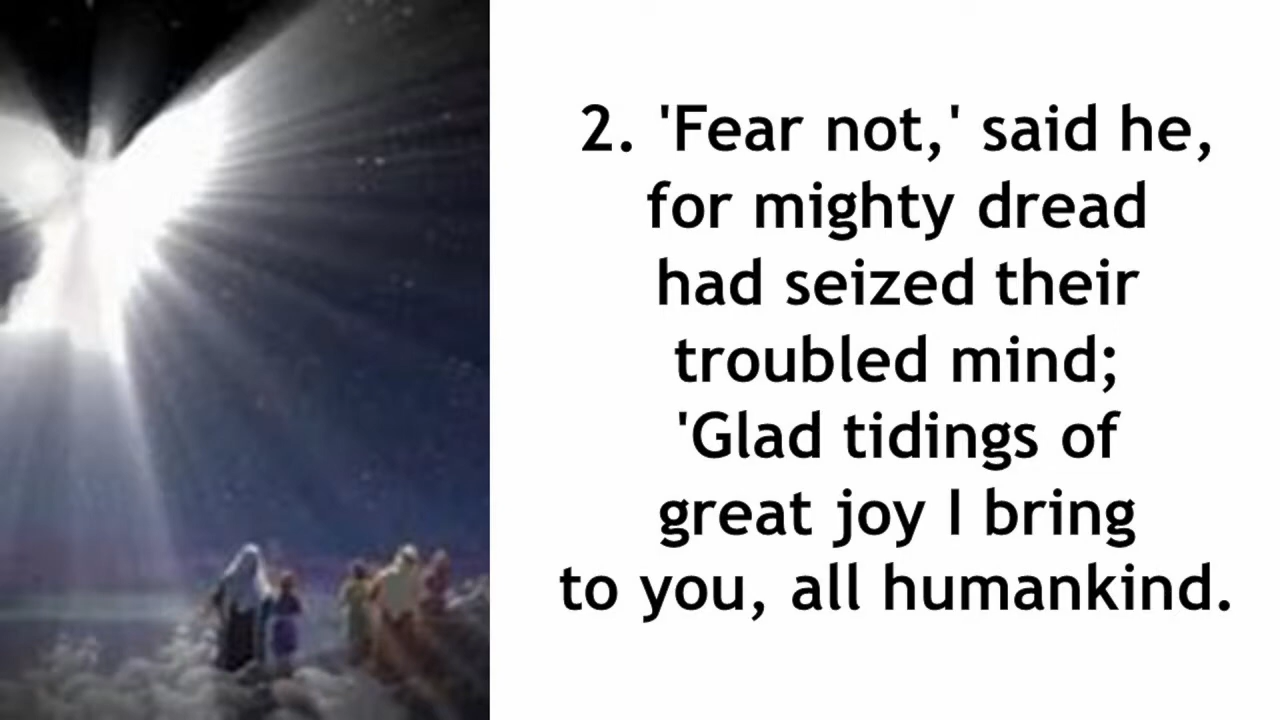 2. 'Fear not,' said he,
for mighty dread
had seized their
troubled mind;
'Glad tidings of
great joy I bring
to you, all humankind.